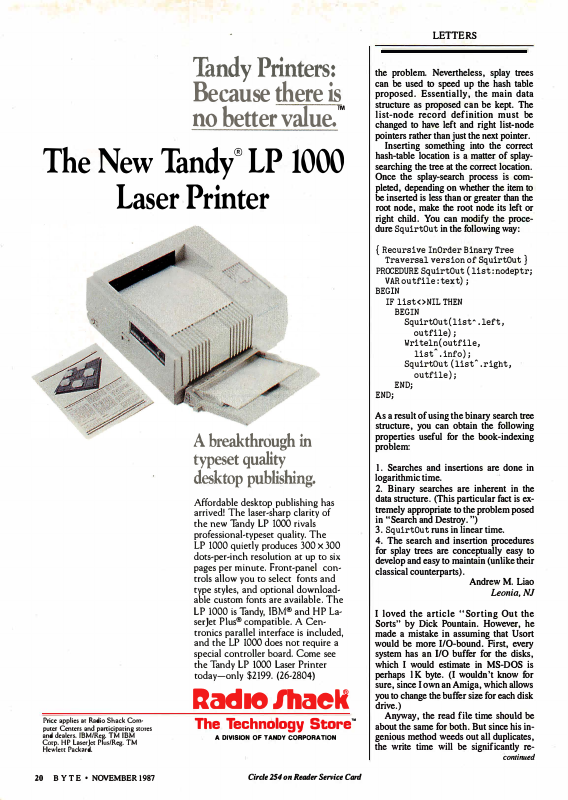 Tandy Printers:
Because there is
no better value.™
The New Tandy® LP 1000
Laser Printer
A breakthrough in
typeset quality
desktop publishing.
Affordable desktop publishing has
arrived! The laser-sharp clarity of
the new Tandy LP 1000 rivals
professional-typeset quality. The
LP 1000 quietly produces 300 × 300
dots-per-inch resolution at up to six
pages per minute. Front-panel con-
trols allow you to select fonts and
type styles, and optional download-
able custom fonts are available. The
LP 1000 is Tandy, IBM® and HP La-
serJet Plus® compatible. A Cen-
tronics parallel interface is included,
and the LP 1000 does not require a
special controller board. Come see
the Tandy LP 1000 Laser Printer
today—only $2199. (26-2804)
Radio Shack®
The Technology Store™
A DIVISION OF TANDY CORPORATION
Price applies at Radio Shack Com-
puter Centers and participating stores
and dealers. IBM/Reg. TM IBM
Corp. HP LaserJet Plus/Reg. TM
Hewlett Packard.
LETTERS
the problem. Nevertheless, splay trees
can be used to speed up the hash table
proposed. Essentially, the main data
structure as proposed can be kept. The
list-node record definition must be
changed to have left and right list-node
pointers rather than just the next pointer.
Inserting something into the correct
hash-table location is a matter of splay-
searching the tree at the correct location.
Once the splay-search process is com-
pleted, depending on whether the item to
be inserted is less than or greater than the
root node, make the root node its left or
right child. You can modify the proce-
dure SquirtOut in the following way:
{ Recursive InOrder Binary Tree
Traversal version of SquirtOut }
PROCEDURE SquirtOut (list:nodeptr;
VAR outfile:text);
BEGIN
IF list<>NIL THEN
BEGIN
SquirtOut(list^.left,
outfile);
Writeln(outfile,
list^.info);
SquirtOut (list^.right,
outfile);
END;
END;
As a result of using the binary search tree
structure, you can obtain the following
properties useful for the book-indexing
problem:
1. Searches and insertions are done in
logarithmic time.
2. Binary searches are inherent in the
data structure. (This particular fact is ex-
tremely appropriate to the problem posed
in “Search and Destroy.”)
3. SquirtOut runs in linear time.
4. The search and insertion procedures
for splay trees are conceptually easy to
develop and easy to maintain (unlike their
classical counterparts).
Andrew M. Liao
Leonia, NJ
I loved the article “Sorting Out the
Sorts” by Dick Pountain. However, he
made a mistake in assuming that Usort
would be more I/O-bound. First, every
system has an I/O buffer for the disks,
which I would estimate in MS-DOS is
perhaps 1K byte. (I wouldn’t know for
sure, since I own an Amiga, which allows
you to change the buffer size for each disk
drive.)
Anyway, the read file time should be
about the same for both. But since his in-
genious method weeds out all duplicates,
the write time will be significantly re-
continued
20 B Y T E • NOVEMBER 1987
Circle 254 on Reader Service Card